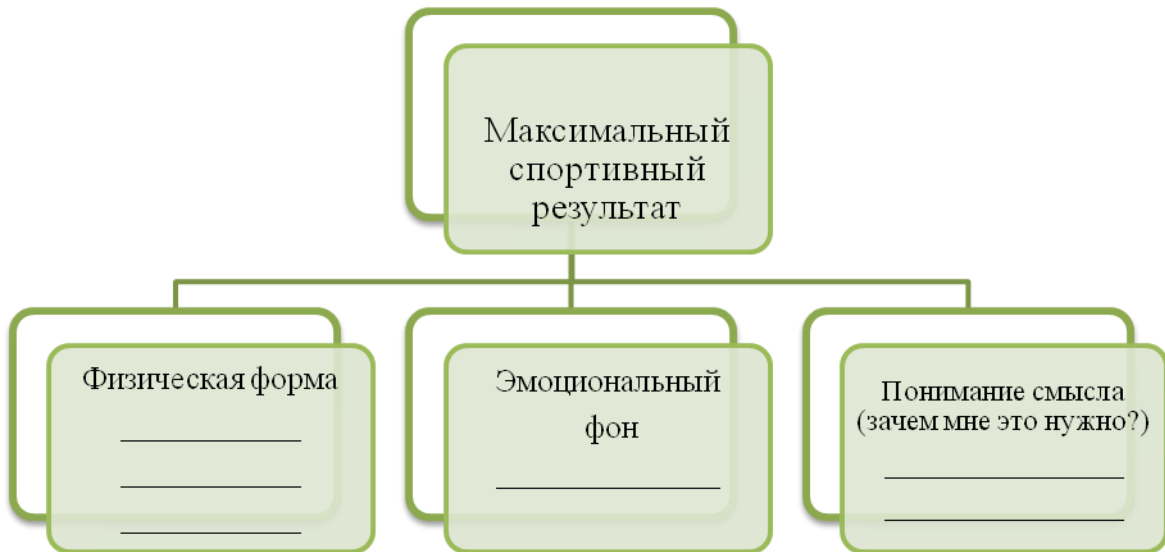 Максимальный
спортивный
результат
Физическая форма
Эмоциональный
фон
Понимание смысла
(зачем мне это нужно?)